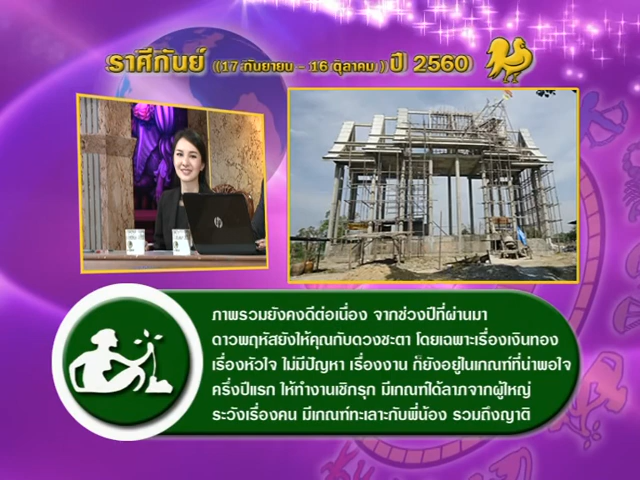 ราศีกันย์ ((17 กันยายน - 16 ตุลาคม )) ปี 2560
ภาพรวมยังคงดีต่อเนื่อง จากช่วงปีที่ผ่านมา
ดาวพฤหัสยังให้คุณกับดวงชะตา โดยเฉพาะเรื่องเงินทอง
เรื่องหัวใจ ไม่มีปัญหา เรื่องงาน ก็ยังอยู่ในเกณฑ์ที่น่าพอใจ
ครึ่งปีแรก ให้ทำงานเชิกรุก มีเกณฑ์ได้ลาภจากผู้ใหญ่
ระวังเรื่องคน มีเกณฑ์ทะเลาะกับพี่น้อง รวมถึงญาติ